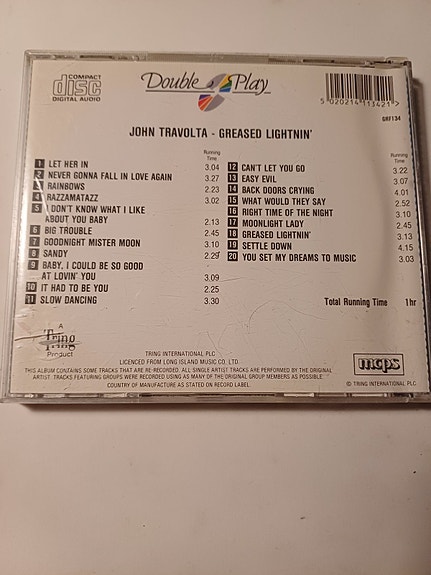 COMPACT
disc
DIGITAL AUDIO
Double Play
5 020214 113421 >
GRF134
JOHN TRAVOLTA - GREASED LIGHTNIN'
Running
Time
1 LET HER IN 3.04
2 NEVER GONNA FALL IN LOVE AGAIN 3.27
3 RAINBOWS 2.23
4 RAZZAMATAZZ 3.02
5 I DON'T KNOW WHAT I LIKE
ABOUT YOU BABY 2.13
6 BIG TROUBLE 2.45
7 GOODNIGHT MISTER MOON 3.10
8 SANDY 2.29
9 BABY, I COULD BE SO GOOD
AT LOVIN' YOU 3.09
10 IT HAD TO BE YOU 2.25
11 SLOW DANCING 3.30
Running
Time
12 CAN'T LET YOU GO 3.22
13 EASY EVIL 3.07
14 BACK DOORS CRYING 4.01
15 WHAT WOULD THEY SAY 2.52
16 RIGHT TIME OF THE NIGHT 3.10
17 MOONLIGHT LADY 2.45
18 GREASED LIGHTNIN' 3.13
19 SETTLE DOWN 4.15
20 YOU SET MY DREAMS TO MUSIC 3.03
Total Running Time 1hr
A
Tring
Product
TRING INTERNATIONAL PLC
LICENCED FROM LONG ISLAND MUSIC CO. LTD.
mcps
THIS ALBUM CONTAINS SOME TRACKS THAT ARE RE-RECORDED. ALL SINGLE ARTIST TRACKS ARE PERFORMED BY THE ORIGINAL
ARTIST. TRACKS FEATURING GROUPS WERE RECORDED USING AS MANY OF THE ORIGINAL GROUP MEMBERS AS POSSIBLE.
COUNTRY OF MANUFACTURE AS STATED ON RECORD LABEL.
© TRING INTERNATIONAL PLC